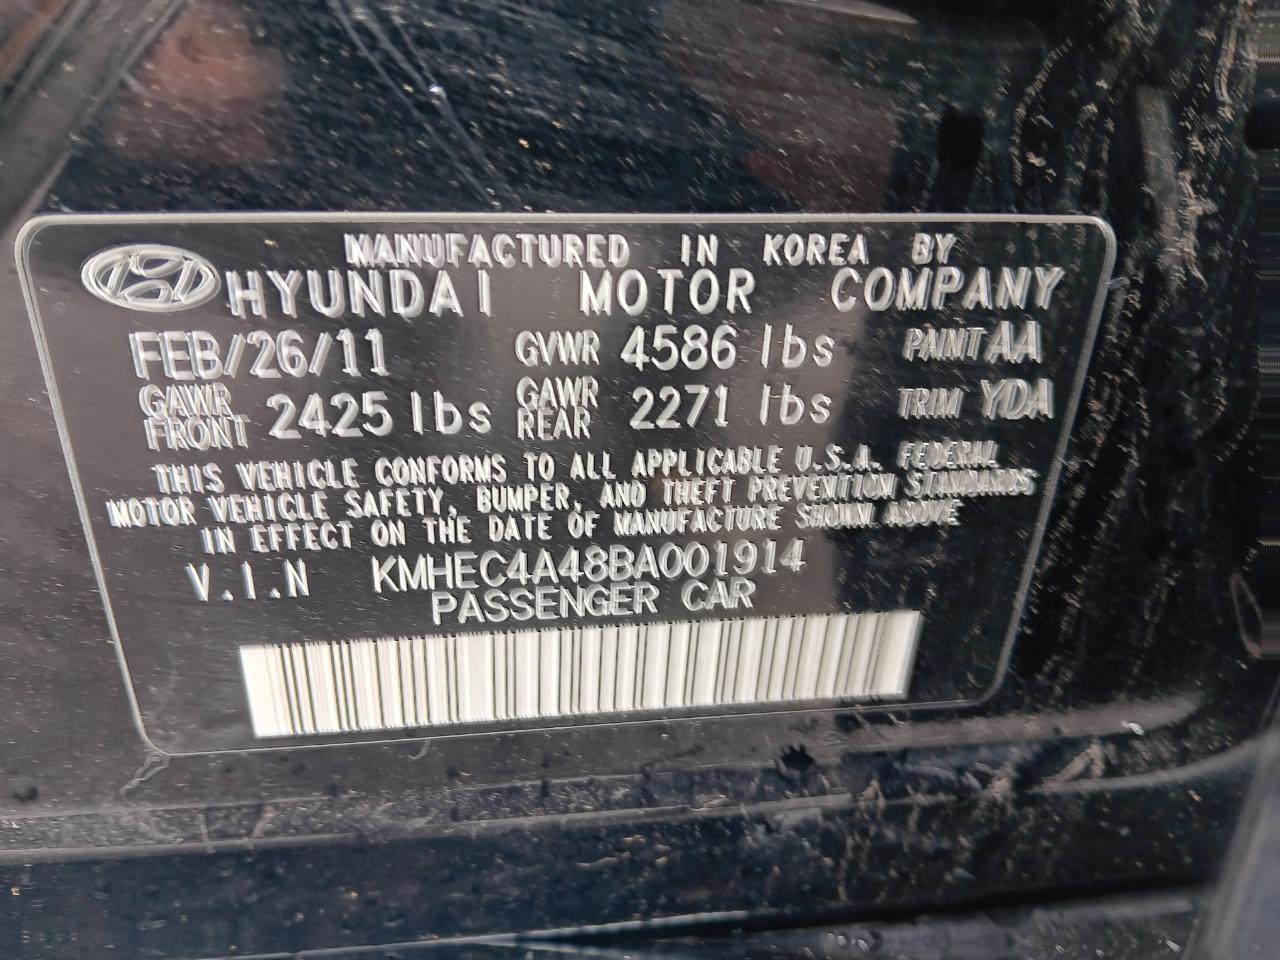 MANUFACTURED IN KOREA BY
HYUNDAI MOTOR COMPANY
FEB/26/11 GVWR 4586 lbs PAINT AA
GAWR FRONT 2425 lbs GAWR REAR 2271 lbs TRIM YDA
THIS VEHICLE CONFORMS TO ALL APPLICABLE U.S.A. FEDERAL
MOTOR VEHICLE SAFETY, BUMPER, AND THEFT PREVENTION STANDARDS
IN EFFECT ON THE DATE OF MANUFACTURE SHOWN ABOVE
V.I.N KMHEC4A48BA001914
PASSENGER CAR